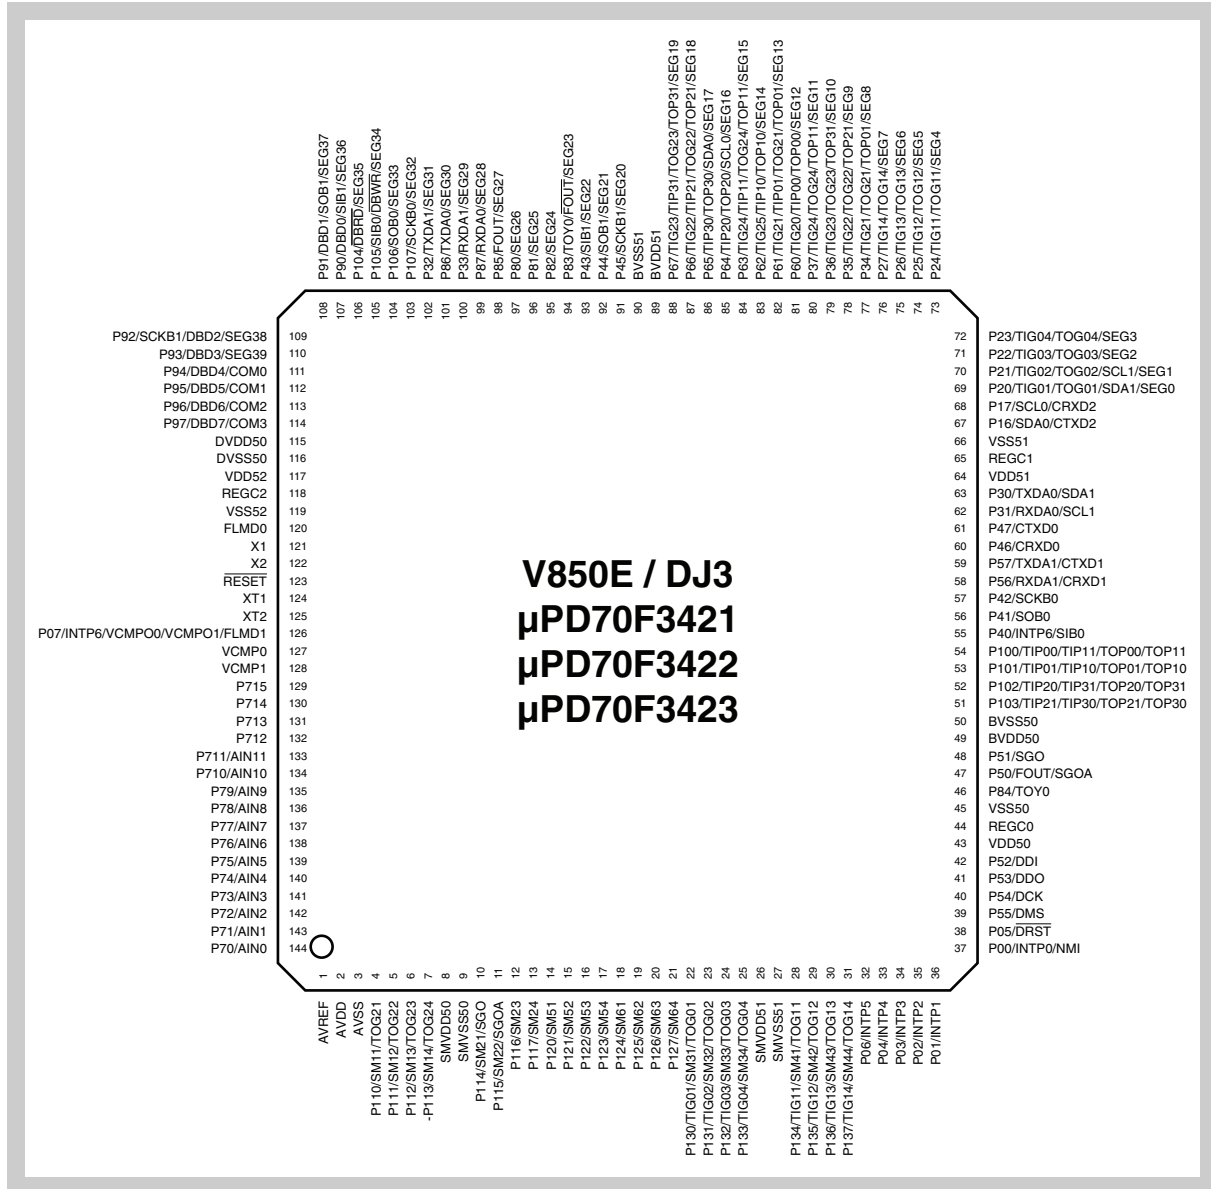 P91/DBD1/SOB1/SEG37
P90/DBD0/SIB1/SEG36
P104/DBRD/SEG35
P105/SIB0/DBWR/SEG34
P106/SOB0/SEG33
P107/SCKB0/SEG32
P32/TXDA1/SEG31
P86/TXDA0/SEG30
P33/RXDA1/SEG29
P87/RXDA0/SEG28
P85/FOUT/SEG27
P80/SEG26
P81/SEG25
P82/SEG24
P83/TOY0/FOUT/SEG23
P43/SIB1/SEG22
P44/SOB1/SEG21
P45/SCKB1/SEG20
BVSS51
BVDD51
P67/TIG23/TIP31/TOG23/TOP31/SEG19
P66/TIG22/TIP21/TOG22/TOP21/SEG18
P65/TIP30/TOP30/SDA0/SEG17
P64/TIP20/TOP20/SCL0/SEG16
P63/TIG24/TIP11/TOG24/TOP11/SEG15
P62/TIG25/TIP10/TOP10/SEG14
P61/TIG21/TIP01/TOG21/TOP01/SEG13
P60/TIG20/TIP00/TOP00/SEG12
P37/TIG24/TOG24/TOP11/SEG11
P36/TIG23/TOG23/TOP31/SEG10
P35/TIG22/TOG22/TOP21/SEG9
P34/TIG21/TOG21/TOP01/SEG8
P27/TIG14/TOG14/SEG7
P26/TIG13/TOG13/SEG6
P25/TIG12/TOG12/SEG5
P24/TIG11/TOG11/SEG4
108 107 106 105 104 103 102 101 100 99 98 97 96 95 94 93 92 91 90 89 88 87 86 85 84 83 82 81 80 79 78 77 76 75 74 73
P92/SCKB1/DBD2/SEG38 109
P93/DBD3/SEG39 110
P94/DBD4/COM0 111
P95/DBD5/COM1 112
P96/DBD6/COM2 113
P97/DBD7/COM3 114
DVDD50 115
DVSS50 116
VDD52 117
REGC2 118
VSS52 119
FLMD0 120
X1 121
X2 122
RESET 123
XT1 124
XT2 125
P07/INTP6/VCMPO0/VCMPO1/FLMD1 126
VCMP0 127
VCMP1 128
P715 129
P714 130
P713 131
P712 132
P711/AIN11 133
P710/AIN10 134
P79/AIN9 135
P78/AIN8 136
P77/AIN7 137
P76/AIN6 138
P75/AIN5 139
P74/AIN4 140
P73/AIN3 141
P72/AIN2 142
P71/AIN1 143
P70/AIN0 144
V850E / DJ3
µPD70F3421
µPD70F3422
µPD70F3423
72 P23/TIG04/TOG04/SEG3
71 P22/TIG03/TOG03/SEG2
70 P21/TIG02/TOG02/SCL1/SEG1
69 P20/TIG01/TOG01/SDA1/SEG0
68 P17/SCL0/CRXD2
67 P16/SDA0/CTXD2
66 VSS51
65 REGC1
64 VDD51
63 P30/TXDA0/SDA1
62 P31/RXDA0/SCL1
61 P47/CTXD0
60 P46/CRXD0
59 P57/TXDA1/CTXD1
58 P56/RXDA1/CRXD1
57 P42/SCKB0
56 P41/SOB0
55 P40/INTP6/SIB0
54 P100/TIP00/TIP11/TOP00/TOP11
53 P101/TIP01/TIP10/TOP01/TOP10
52 P102/TIP20/TIP31/TOP20/TOP31
51 P103/TIP21/TIP30/TOP21/TOP30
50 BVSS50
49 BVDD50
48 P51/SGO
47 P50/FOUT/SGOA
46 P84/TOY0
45 VSS50
44 REGC0
43 VDD50
42 P52/DDI
41 P53/DDO
40 P54/DCK
39 P55/DMS
38 P05/DRST
37 P00/INTP0/NMI
1 2 3 4 5 6 7 8 9 10 11 12 13 14 15 16 17 18 19 20 21 22 23 24 25 26 27 28 29 30 31 32 33 34 35 36
AVREF
AVDD
AVSS
P110/SM11/TOG21
P111/SM12/TOG22
P112/SM13/TOG23
-P113/SM14/TOG24
SMVDD50
SMVSS50
P114/SM21/SGO
P115/SM22/SGOA
P116/SM23
P117/SM24
P120/SM51
P121/SM52
P122/SM53
P123/SM54
P124/SM61
P125/SM62
P126/SM63
P127/SM64
P130/TIG01/SM31/TOG01
P131/TIG02/SM32/TOG02
P132/TIG03/SM33/TOG03
P133/TIG04/SM34/TOG04
SMVDD51
SMVSS51
P134/TIG11/SM41/TOG11
P135/TIG12/SM42/TOG12
P136/TIG13/SM43/TOG13
P137/TIG14/SM44/TOG14
P06/INTP5
P04/INTP4
P03/INTP3
P02/INTP2
P01/INTP1